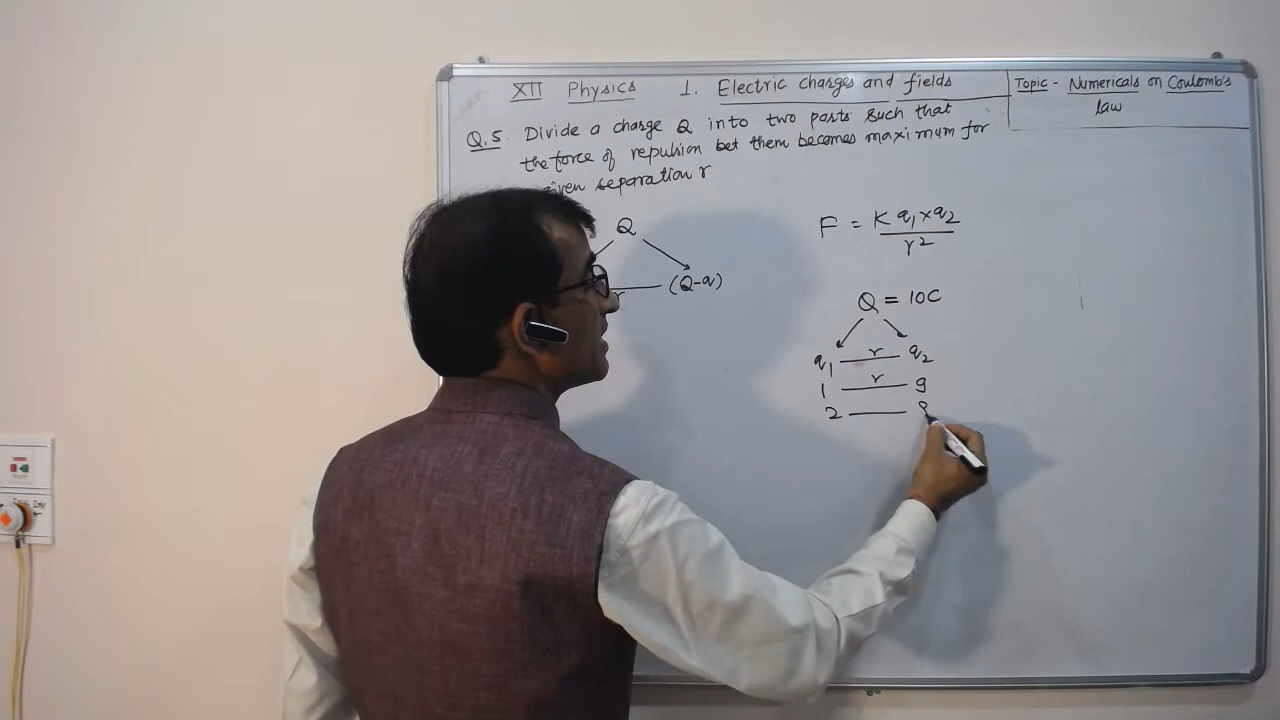 XII Physics 1. Electric charges and fields
Topic - Numericals on Coulomb's
law
Q.5. Divide a charge Q into two parts such that
the force of repulsion bet them becomes maximum for
given separation r
Q
r (Q-q)
F = K q1 x q2
r2
Q = 10C
q1 r q2
1 r 9
2 8